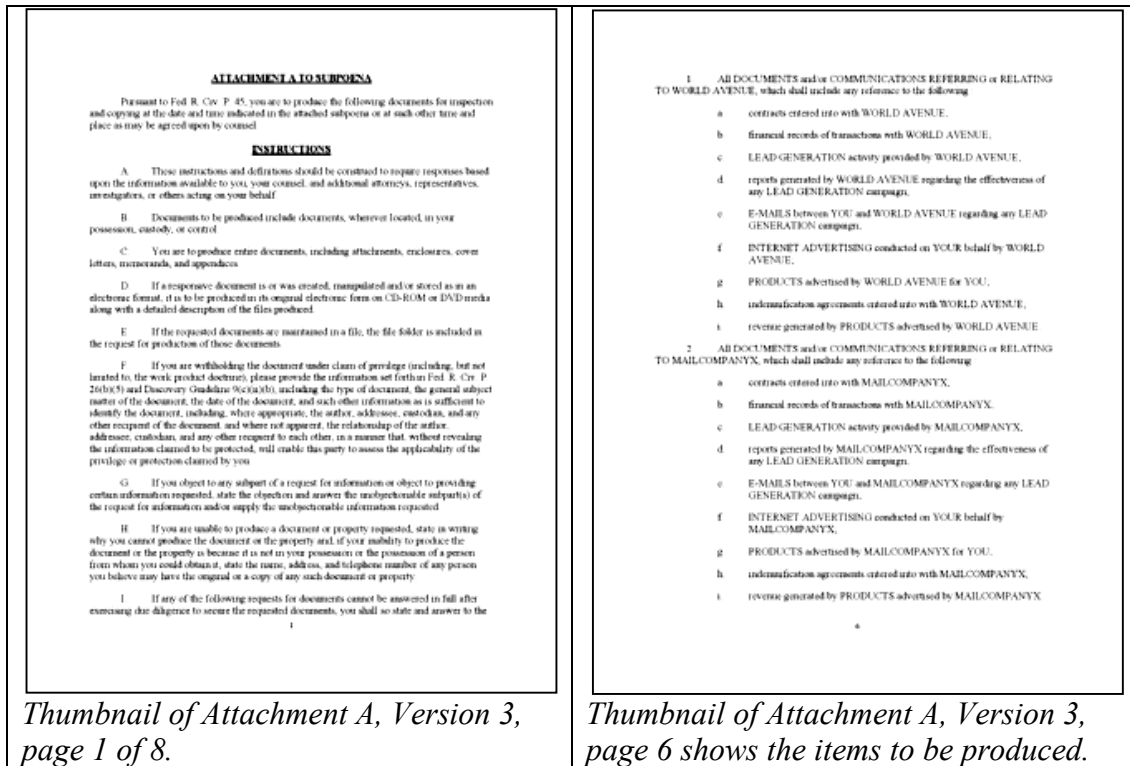 ATTACHMENT A TO SUBPOENA
Pursuant to Fed. R. Civ. P. 45, you are to produce the following documents for inspection
and copying at the date and time indicated in the attached subpoena or at such other time and
place as may be agreed upon by counsel.
INSTRUCTIONS
A. These instructions and definitions should be construed to require responses based
upon the information available to you, your counsel, and additional attorneys, representatives,
investigators, or others acting on your behalf.
B. Documents to be produced include documents, wherever located, in your
possession, custody, or control.
C. You are to produce entire documents, including attachments, enclosures, cover
letters, memoranda, and appendices.
D. If a responsive document is or was created, manipulated and/or stored as in an
electronic format, it is to be produced in its original electronic form on CD-ROM or DVD media
along with a detailed description of the files produced.
E. If the requested documents are maintained in a file, the file folder is included in
the request for production of those documents.
F. If you are withholding the document under claim of privilege (including, but not
limited to, the work product doctrine), please provide the information set forth in Fed. R. Civ. P.
26(b)(5) and Discovery Guideline 9(c)(ii)(b), including the type of document, the general subject
matter of the document, the date of the document, and such other information as is sufficient to
identify the document, including, where appropriate, the author, addressee, custodian, and any
other recipient of the document, and where not apparent, the relationship of the author,
addressee, custodian, and any other recipient to each other, in a manner that, without revealing
the information claimed to be protected, will enable this party to assess the applicability of the
privilege or protection claimed by you.
G. If you object to any subpart of a request for information or object to providing
certain information requested, state the objection and answer the unobjectionable subpart(s) of
the request for information and/or supply the unobjectionable information requested.
H. If you are unable to produce a document or property requested, state in writing
why you cannot produce the document or the property and, if your inability to produce the
document or the property is because it is not in your possession or the possession of a person
from whom you could obtain it, state the name, address, and telephone number of any person
you believe may have the original or a copy of any such document or property.
I. If any of the following requests for documents cannot be answered in full after
exercising due diligence to secure the requested documents, you shall so state and answer to the
1
Thumbnail of Attachment A, Version 3,
page 1 of 8.
1 All DOCUMENTS and/or COMMUNICATIONS REFERRING or RELATING
TO WORLD AVENUE, which shall include any reference to the following
a contracts entered into with WORLD AVENUE,
b financial records of transactions with WORLD AVENUE,
c LEAD GENERATION activity provided by WORLD AVENUE,
d reports generated by WORLD AVENUE regarding the effectiveness of
any LEAD GENERATION campaign,
e E-MAILS between YOU and WORLD AVENUE regarding any LEAD
GENERATION campaign,
f INTERNET ADVERTISING conducted on YOUR behalf by WORLD
AVENUE,
g PRODUCTS advertised by WORLD AVENUE for YOU,
h indemnification agreements entered into with WORLD AVENUE,
i revenue generated by PRODUCTS advertised by WORLD AVENUE
2 All DOCUMENTS and/or COMMUNICATIONS REFERRING or RELATING
TO MAILCOMPANYX, which shall include any reference to the following
a contracts entered into with MAILCOMPANYX,
b financial records of transactions with MAILCOMPANYX,
c LEAD GENERATION activity provided by MAILCOMPANYX,
d reports generated by MAILCOMPANYX regarding the effectiveness of
any LEAD GENERATION campaign,
e E-MAILS between YOU and MAILCOMPANYX regarding any LEAD
GENERATION campaign,
f INTERNET ADVERTISING conducted on YOUR behalf by
MAILCOMPANYX,
g PRODUCTS advertised by MAILCOMPANYX for YOU,
h indemnification agreements entered into with MAILCOMPANYX,
i revenue generated by PRODUCTS advertised by MAILCOMPANYX
6
Thumbnail of Attachment A, Version 3,
page 6 shows the items to be produced.